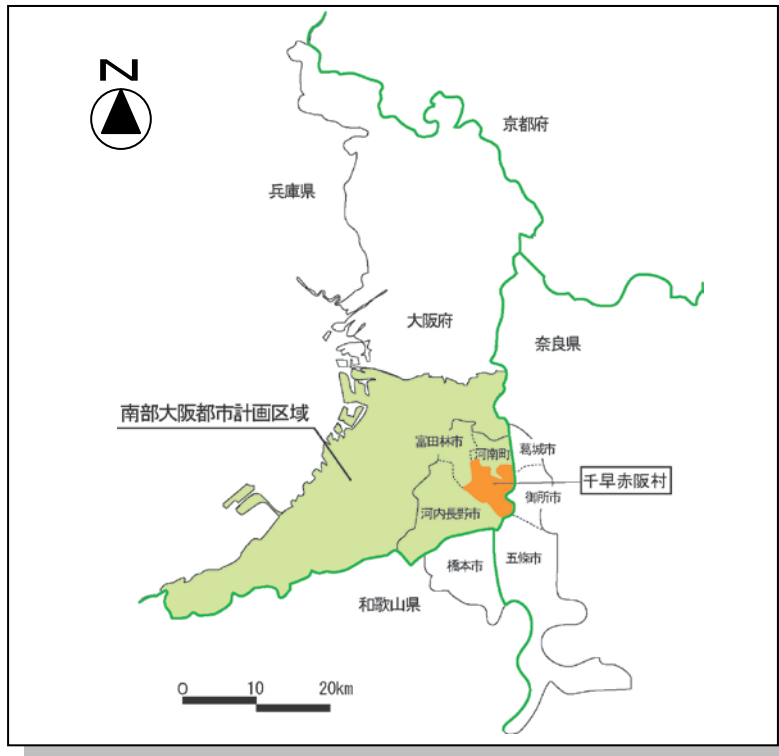 N
京都府
兵庫県
大阪府
奈良県
南部大阪都市計画区域
富田林市
河南町
葛城市
千早赤阪村
御所市
河内長野市
橋本市
五條市
和歌山県
0 10 20km